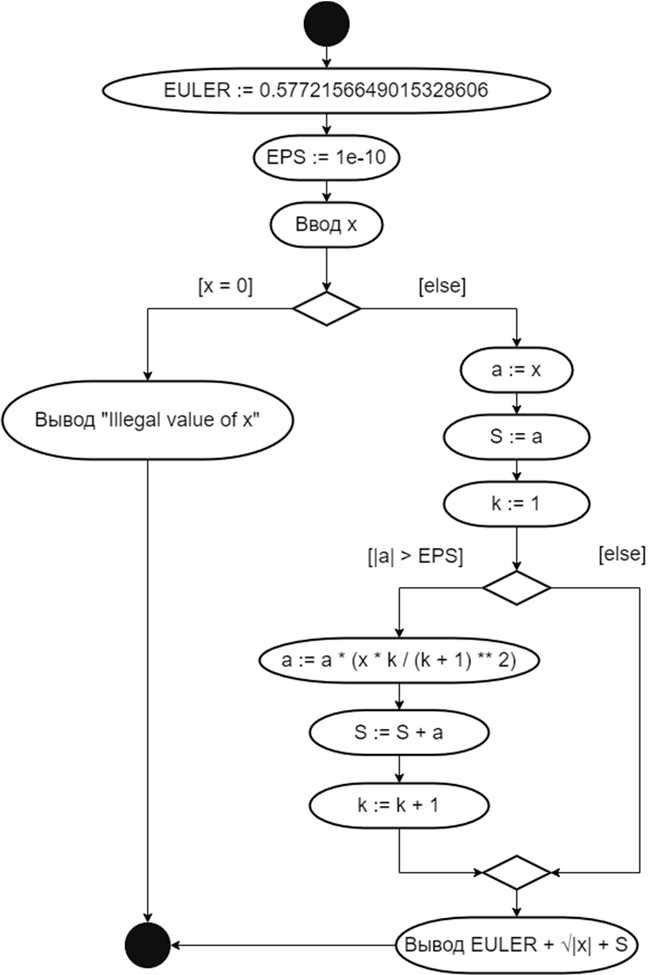 EULER := 0.5772156649015328606
EPS := 1e-10
Ввод x
[x = 0]
[else]
Вывод "Illegal value of x"
a := x
S := a
k := 1
[|a| > EPS]
[else]
a := a * (x * k / (k + 1) ** 2)
S := S + a
k := k + 1
Вывод EULER + √|x| + S